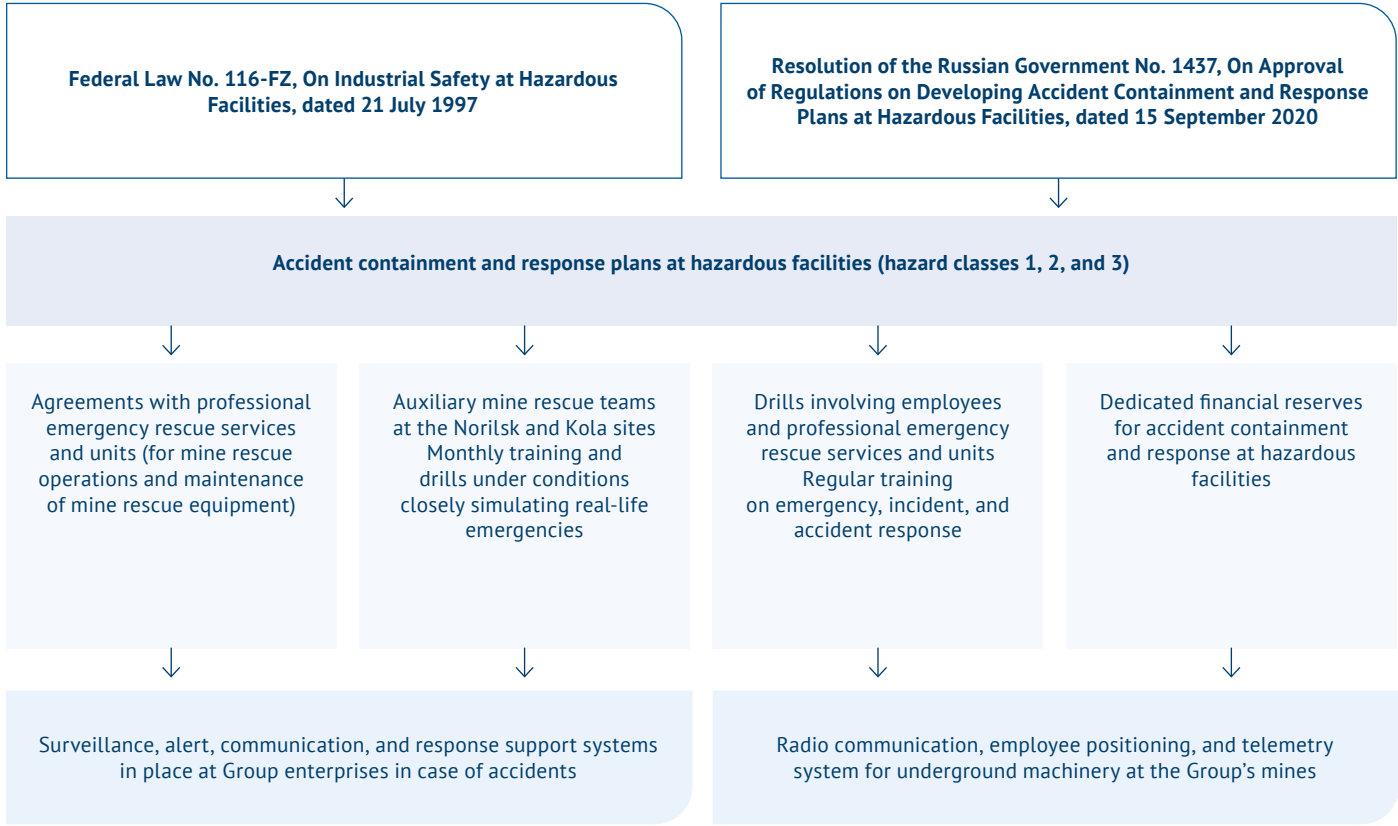 Federal Law No. 116-FZ, On Industrial Safety at Hazardous
Facilities, dated 21 July 1997
Resolution of the Russian Government No. 1437, On Approval
of Regulations on Developing Accident Containment and Response
Plans at Hazardous Facilities, dated 15 September 2020
Accident containment and response plans at hazardous facilities (hazard classes 1, 2, and 3)
Agreements with professional
emergency rescue services
and units (for mine rescue
operations and maintenance
of mine rescue equipment)
Auxiliary mine rescue teams
at the Norilsk and Kola sites
Monthly training and
drills under conditions
closely simulating real-life
emergencies
Drills involving employees
and professional emergency
rescue services and units
Regular training
on emergency, incident, and
accident response
Dedicated financial reserves
for accident containment
and response at hazardous
facilities
Surveillance, alert, communication, and response support systems
in place at Group enterprises in case of accidents
Radio communication, employee positioning, and telemetry
system for underground machinery at the Group’s mines